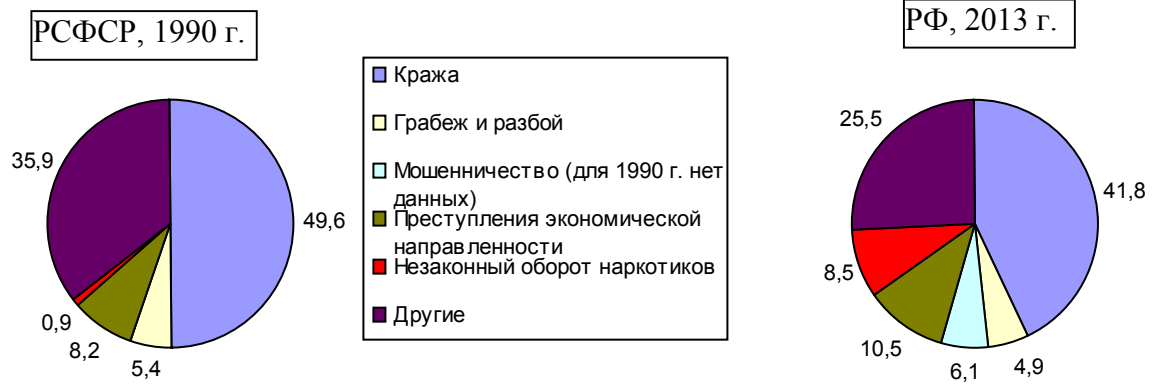 РСФСР, 1990 г.
РФ, 2013 г.
Кража
Грабеж и разбой
Мошенничество (для 1990 г. нет
данных)
Преступления экономической
направленности
Незаконный оборот наркотиков
Другие
35,9
49,6
0,9
8,2
5,4
25,5
41,8
8,5
10,5
6,1
4,9